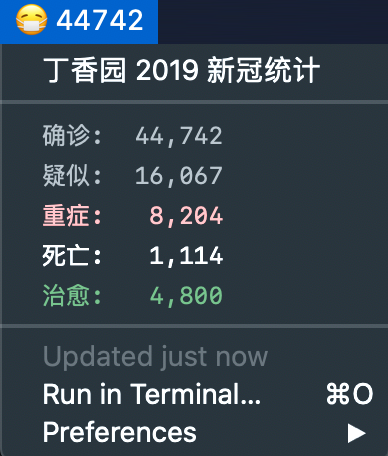 😷 44742
丁香园 2019 新冠统计
确诊: 44,742
疑似: 16,067
重症: 8,204
死亡: 1,114
治愈: 4,800
Updated just now
Run in Terminal... ⌘O
Preferences ▶